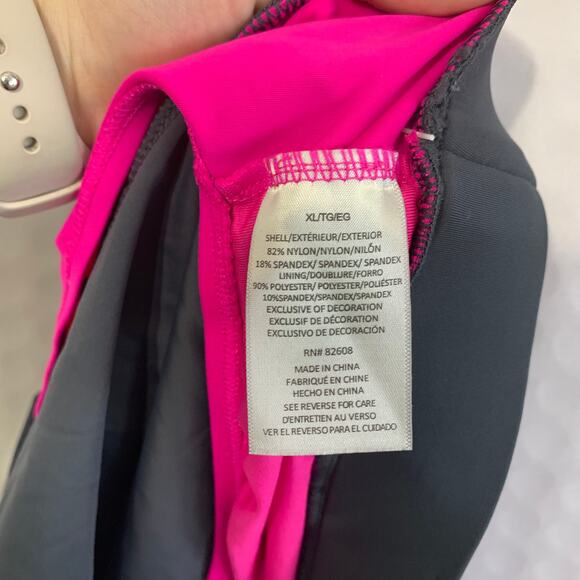 XL/TG/EG
SHELL/EXTÉRIEUR/EXTERIOR
82% NYLON/NYLON/NILÓN
18% SPANDEX/ SPANDEX/ SPANDEX
LINING/DOUBLURE/FORRO
90% POLYESTER/ POLYESTER/POLIÉSTER
10%SPANDEX/SPANDEX/SPANDEX
EXCLUSIVE OF DECORATION
EXCLUSIF DE DÉCORATION
EXCLUSIVO DE DECORACIÓN
RN# 82608
MADE IN CHINA
FABRIQUÉ EN CHINE
HECHO EN CHINA
SEE REVERSE FOR CARE
D'ENTRETIEN AU VERSO
VER EL REVERSO PARA EL CUIDADO